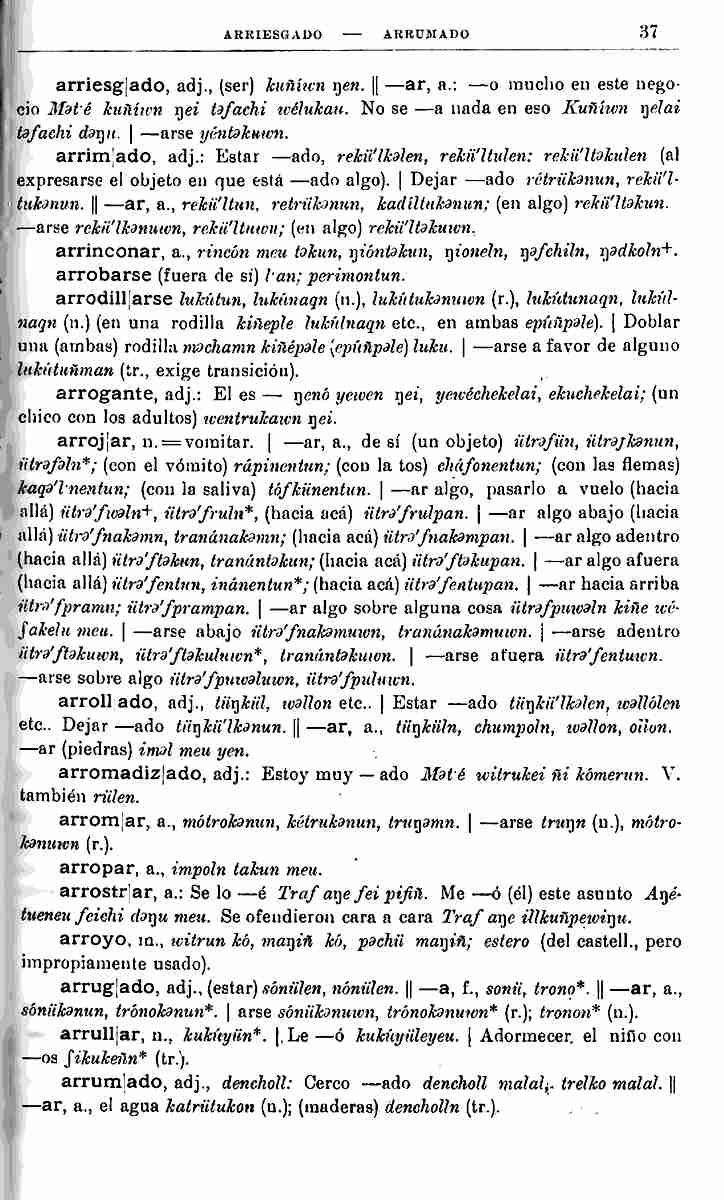 ARRIESGADO — ARRUMADO 37
arriesg|ado, adj., (ser) kuñíwn ŋen. || —ar, a.: —o mucho en este nego-
cio Mət·é kuñíwn ŋei təfachi wélukau. No se —a nada en eso Kuñíwn ŋelai
təfachi dəŋu. | —arse yéntəkuwn.
arrim|ado, adj.: Estar —ado, rekü'lkəlen, rekü'ltulen; rekü'ltəkulen (al
expresarse el objeto en que está —ado algo). | Dejar —ado rétrükənun, rekü'l-
tukənun. || —ar, a., rekü'ltun, retrükənun, kadiltukənun; (en algo) rekü'ltəkun.
—arse rekü'lkənuwn, rekü'ltuwn; (en algo) rekü'ltəkuwn.
arrinconar, a., rincón meu təkun, ŋióntəkun, ŋioneln, ŋəfchiln, ŋədkoln+.
arrobarse (fuera de sí) l·an; perimontun.
arrodill|arse lukútun, lukúnaqn (n.), lukútukənuwn (r.), lukútunaqn, lukúl-
naqn (n.) (en una rodilla kiñeple lukúlnaqn etc., en ambas epúñpəle). | Doblar
una (ambas) rodilla məchamn kiñépəle (epúñpəle) luku. | —arse a favor de alguno
lukútuñman (tr., exige transición).
arrogante, adj.: El es — ŋenó yewen ŋei, yewéchekelai, ekuchekelai; (un
chico con los adultos) wentrukawn ŋei.
arroj|ar, n.=vomitar. | —ar, a., de sí (un objeto) ütrəfün, ütrəfkənun,
ütrəfəln*; (con el vómito) rápinentun; (con la tos) cháfonentun; (con las flemas)
kaqə'l·nentun; (con la saliva) tófkünentun. | —ar algo, pasarlo a vuelo (hacia
allá) ütrə'fwəln+, ütrə'fruln*, (hacia acá) ütrə'frulpan. | —ar algo abajo (hacia
allá) ütrə'fnakəmn, tranánakəmn; (hacia acá) ütrə'fnakəmpan. | —ar algo adentro
(hacia allá) ütrə'ftəkun, tranántəkun; (hacia acá) ütrə'ftəkupan. | —ar algo afuera
(hacia allá) ütrə'fentun, inánentun*; (hacia acá) ütrə'fentupan. | —ar hacia arriba
ütrə'fpramn; ütrə'fprampan. | —ar algo sobre alguna cosa ütrəfpuwəln kiñe wé-
ʃakelu meu. | —arse abajo ütrə'fnakəmuwn, tranánakəmuwn. | —arse adentro
ütrə'ftəkuwn, ütrə'ftəkuluwn*, tranántəkuwn. | —arse afuera ütrə'fentuwn.
—arse sobre algo ütrə'fpuwəluwn, ütrə'fpuluwn.
arroll ado, adj., tüŋkül, wəllon etc.. | Estar —ado tüŋkü'lkəlen, wəllólen
etc.. Dejar —ado tüŋkü'lkənun. || —ar, a., tüŋküln, chumpoln, wəllon,
—ar (piedras) iməl meu yen.
arromadiz|ado, adj.: Estoy muy — ado Mət·é witrukei ñi kómerun. V.
también rülen.
arrom|ar, a., mótrokənun, kétrukənun, truŋəmn. | —arse truŋn (n.), mótro-
kənuwn (r.).
arropar, a., impoln takun meu.
arrostr|ar, a.: Se lo —é Traf aŋe fei pifiñ. Me —ó (él) este asunto Aŋé-
tueneu feichi dəŋu meu. Se ofendieron cara a cara Traf aŋe illkuñpewiŋu.
arroyo, m., witrun kó, maŋiñ kó, pəchü maŋiñ; estero (del castell., pero
impropiamente usado).
arrug|ado, adj., (estar) sónülen, nónülen. || —a, f., sonü, trono*. || —ar, a.,
sónükənun, trónokənun*. | arse sónükənuwn, trónokənuwn* (r.); tronon* (n.).
arrull|ar, n., kukúyün*. | Le —ó kukúyüleyeu. | Adormecer el niño con
—os ʃikukeñn* (tr.).
arrum|ado, adj., dencholl: Cerco —ado dencholl malal, trelko malal. ||
—ar, a., el agua katrütukon (n.); (maderas) dencholln (tr.).